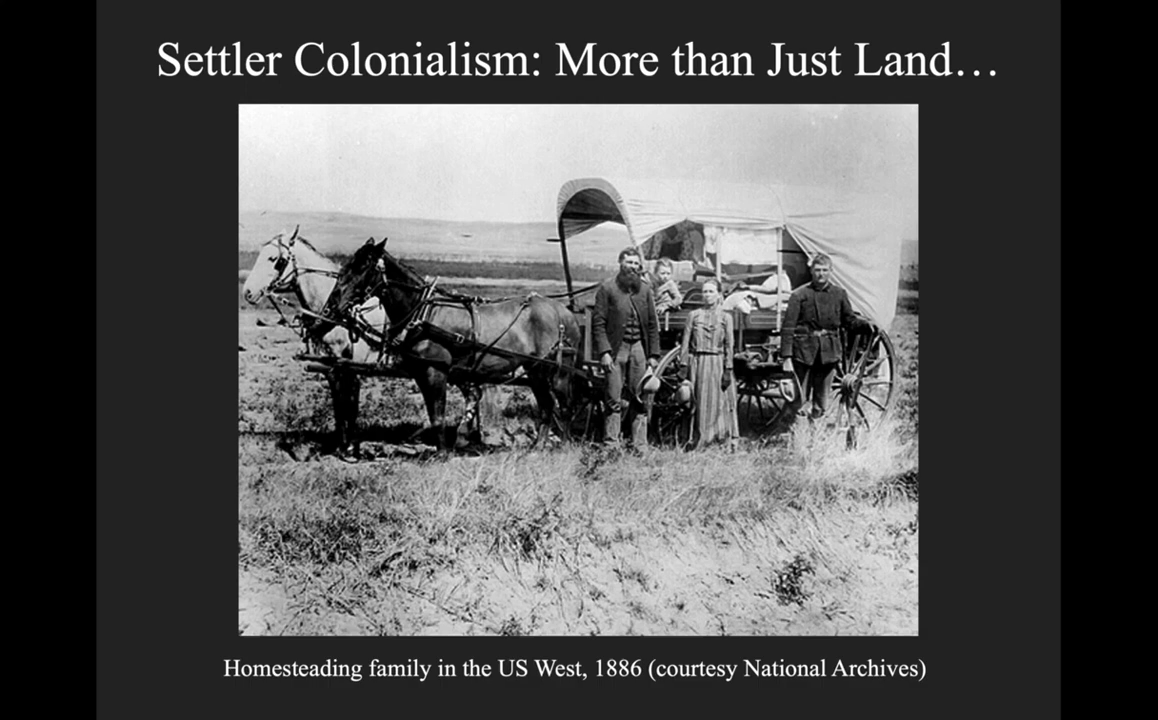 Settler Colonialism: More than Just Land…
Homesteading family in the US West, 1886 (courtesy National Archives)